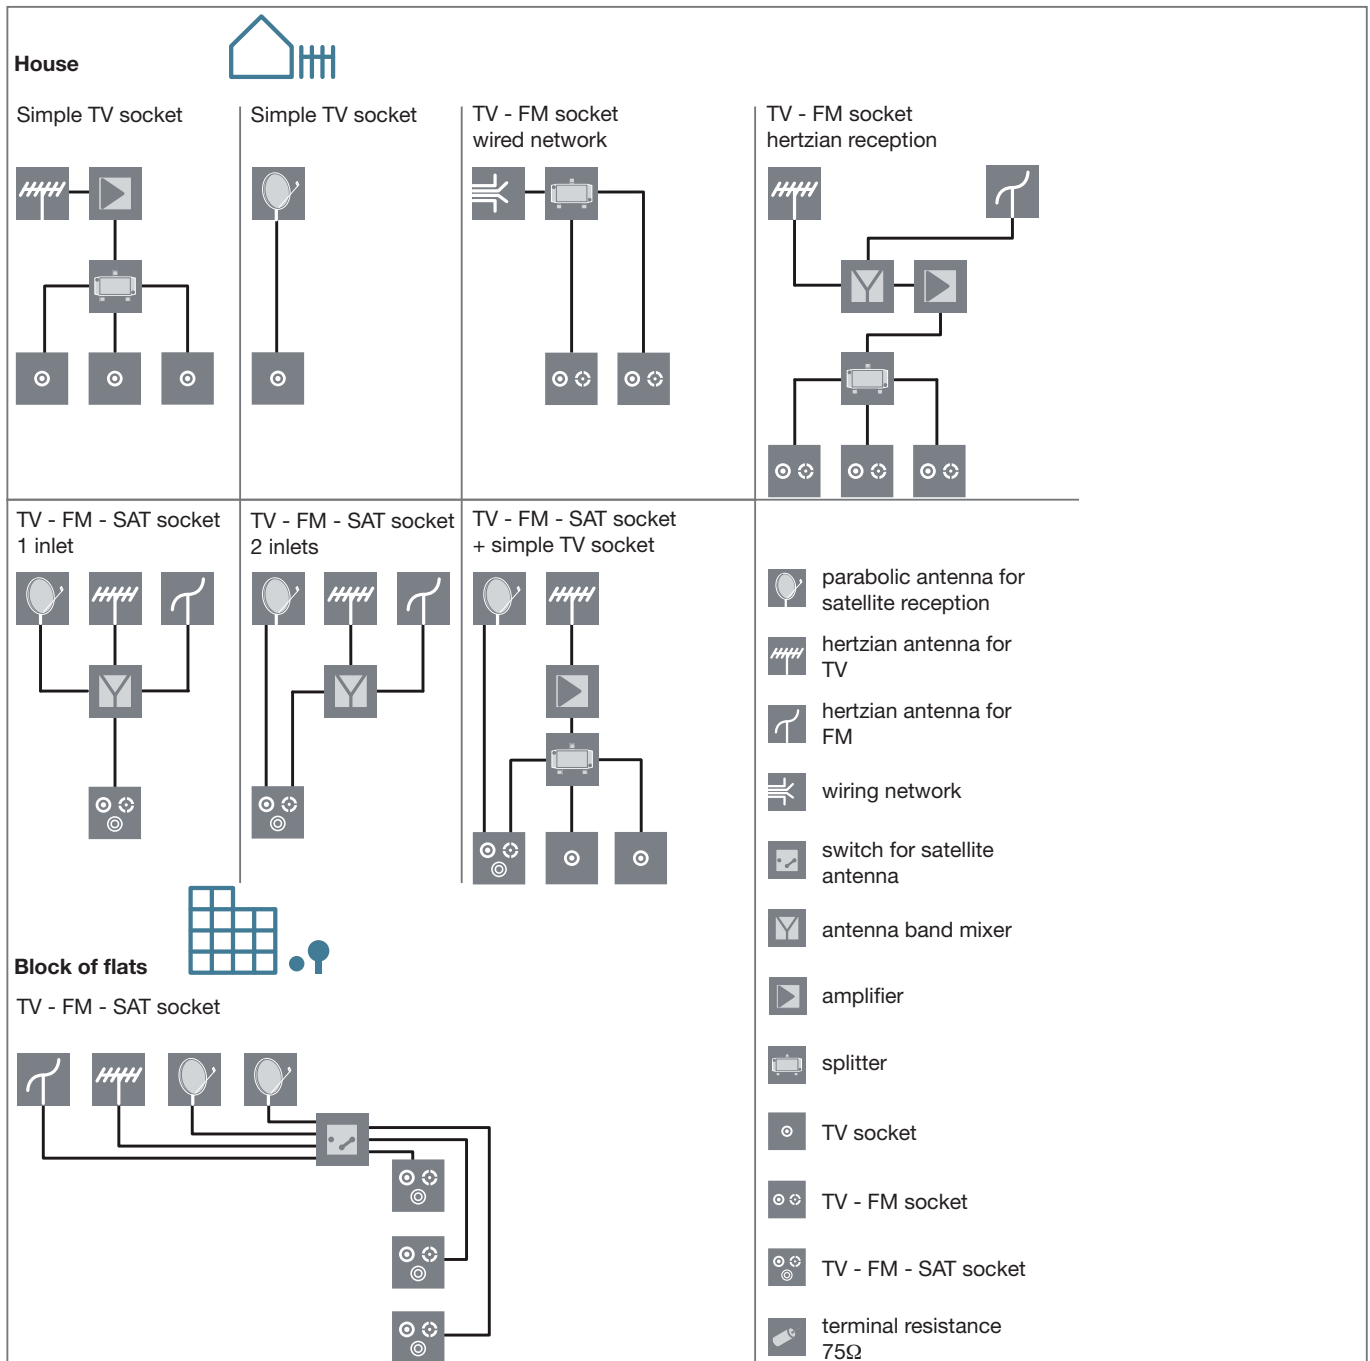 House
Simple TV socket
Simple TV socket
TV - FM socket
wired network
TV - FM socket
hertzian reception
TV - FM - SAT socket
1 inlet
TV - FM - SAT socket
2 inlets
TV - FM - SAT socket
+ simple TV socket
parabolic antenna for
satellite reception
hertzian antenna for
TV
hertzian antenna for
FM
wiring network
switch for satellite
antenna
antenna band mixer
amplifier
splitter
TV socket
TV - FM socket
TV - FM - SAT socket
terminal resistance
75Ω
Block of flats
TV - FM - SAT socket